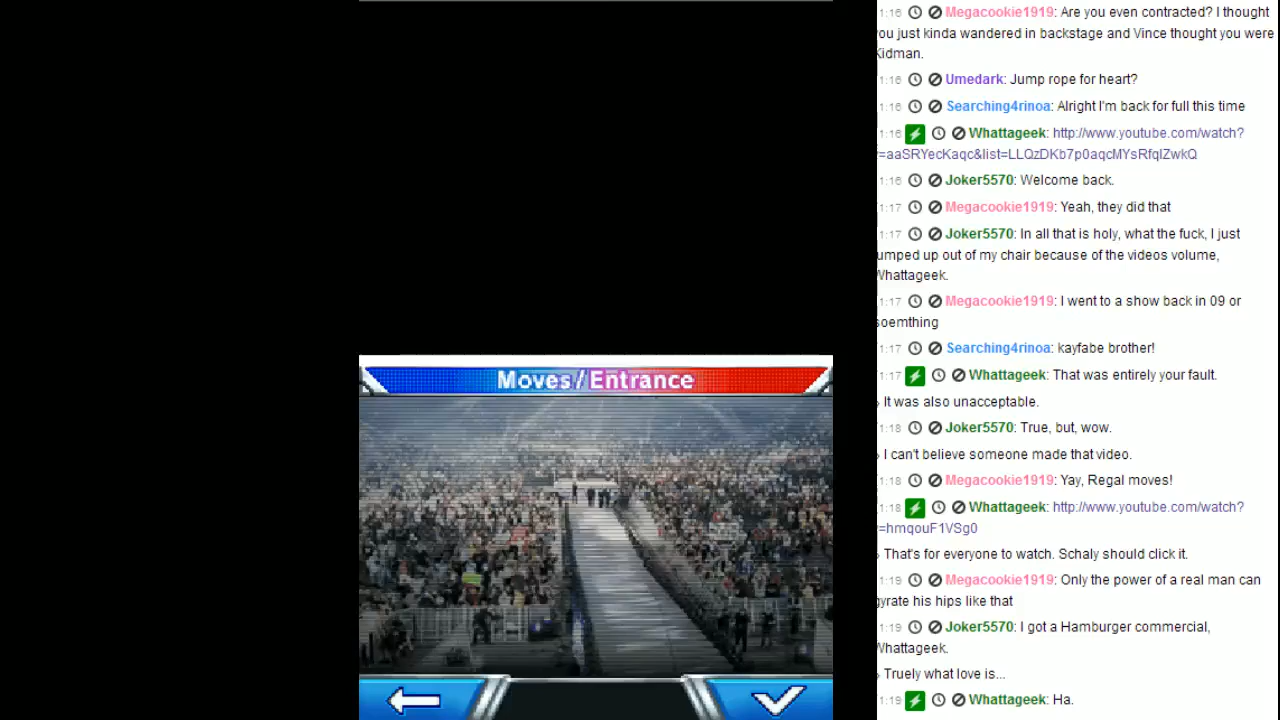 Moves/Entrance
1:16 Megacookie1919: Are you even contracted? I thought
ou just kinda wandered in backstage and Vince thought you were
Kidman.
1:16 Umedark: Jump rope for heart?
1:16 Searching4rinoa: Alright I'm back for full this time
1:16 Whattageek: http://www.youtube.com/watch?
=aaSRYecKaqc&list=LLQzDKb7p0aqcMYsRfqIZwkQ
1:16 Joker5570: Welcome back.
1:17 Megacookie1919: Yeah, they did that
1:17 Joker5570: In all that is holy, what the fuck, I just
umped up out of my chair because of the videos volume,
Whattageek.
1:17 Megacookie1919: I went to a show back in 09 or
soemthing
1:17 Searching4rinoa: kayfabe brother!
1:17 Whattageek: That was entirely your fault.
It was also unacceptable.
1:18 Joker5570: True, but, wow.
I can't believe someone made that video.
1:18 Megacookie1919: Yay, Regal moves!
1:18 Whattageek: http://www.youtube.com/watch?
=hmqouF1VSg0
That's for everyone to watch. Schaly should click it.
1:19 Megacookie1919: Only the power of a real man can
gyrate his hips like that
1:19 Joker5570: I got a Hamburger commercial,
Whattageek.
Truely what love is...
1:19 Whattageek: Ha.